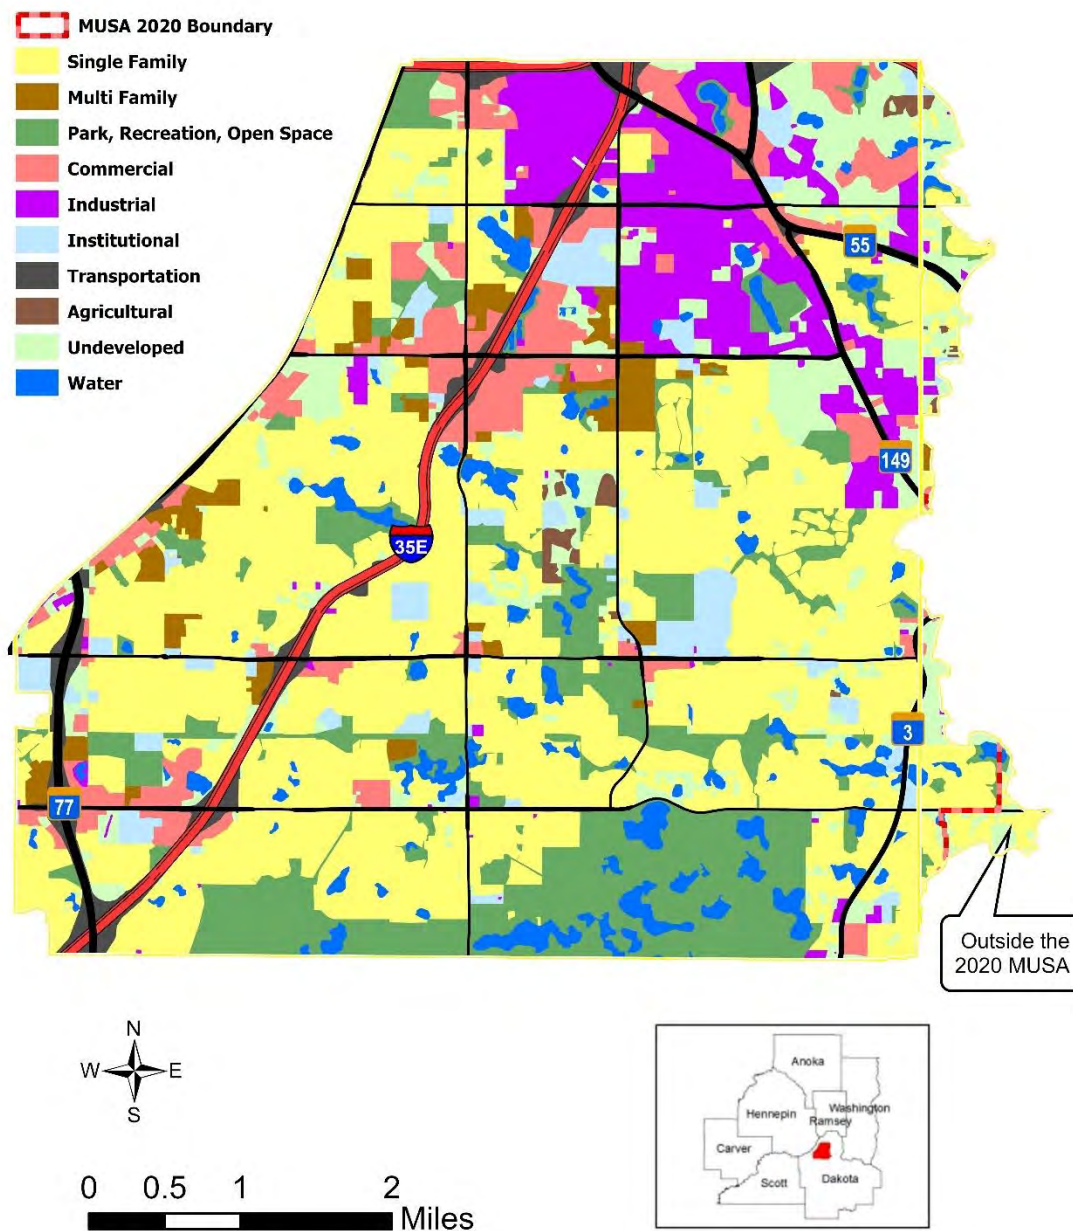 MUSA 2020 Boundary
Single Family
Multi Family
Park, Recreation, Open Space
Commercial
Industrial
Institutional
Transportation
Agricultural
Undeveloped
Water
55
149
35E
3
77
Outside the
2020 MUSA
N
W E
S
0 0.5 1 2
Miles
Anoka
Hennepin
Washington
Ramsey
Carver
Scott
Dakota